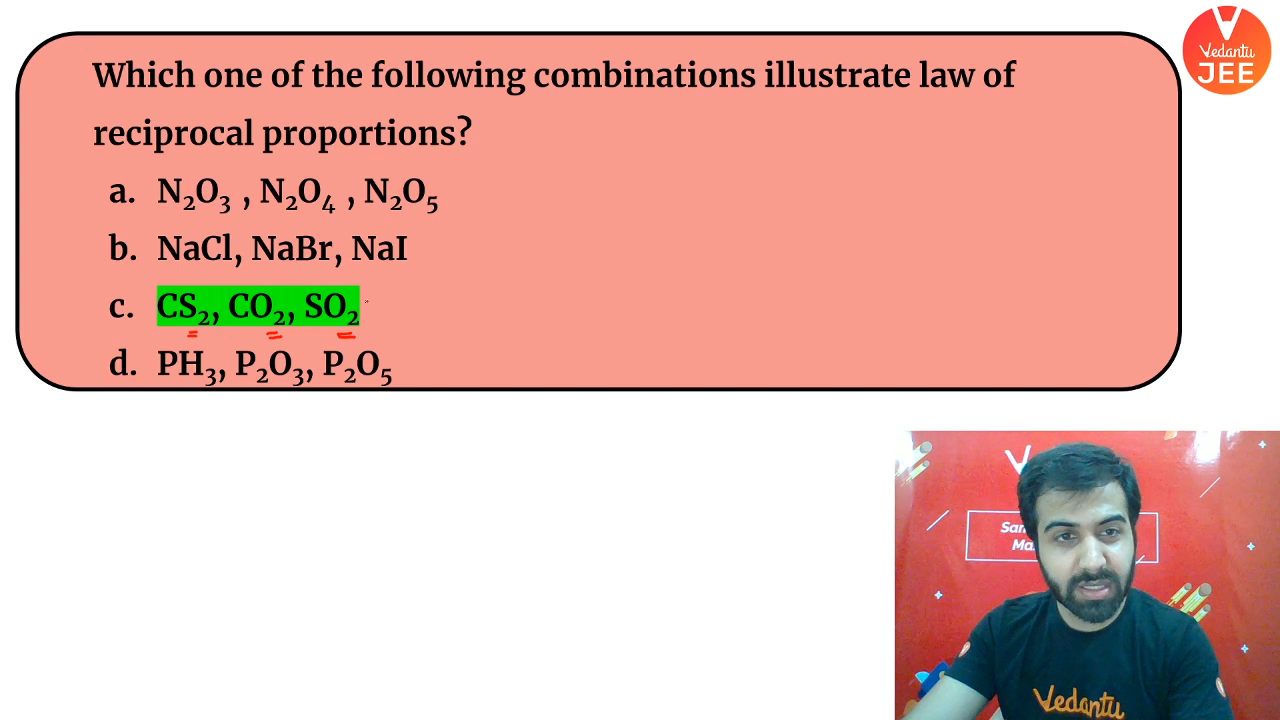 Which one of the following combinations illustrate law of
reciprocal proportions?
a. N₂O₃ , N₂O₄ , N₂O₅
b. NaCl, NaBr, NaI
c. CS₂, CO₂, SO₂
d. PH₃, P₂O₃, P₂O₅
Vedantu
JEE
Vedantu